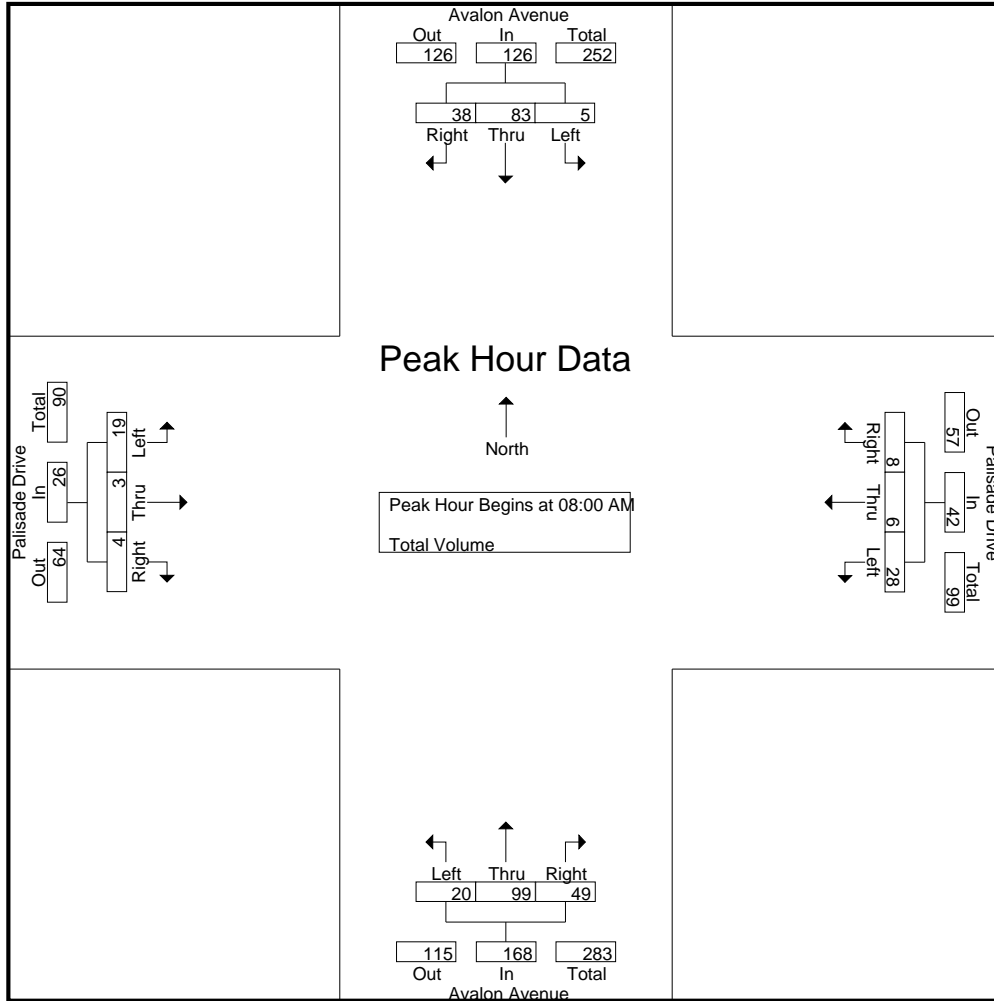 Avalon Avenue
Out In Total
126 126 252
38 83 5
Right Thru Left
Peak Hour Data
North
Peak Hour Begins at 08:00 AM
Total Volume
Palisade Drive
Total In Out
90 26 64
19 3 4
Left Thru Right
Palisade Drive
Out In Total
57 42 99
8 6 28
Right Thru Left
Left Thru Right
20 99 49
115 168 283
Out In Total
Avalon Avenue